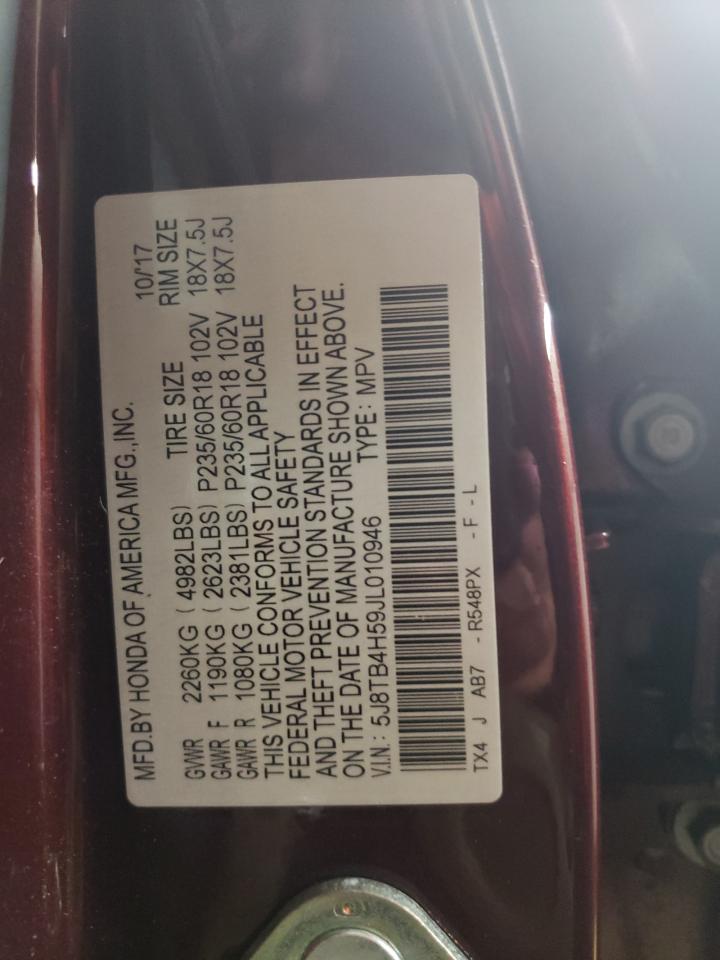 MFD.BY HONDA OF AMERICA MFG.,INC. 10/17
GVWR 2260KG ( 4982LBS) TIRE SIZE RIM SIZE
GAWR F 1190KG ( 2623LBS) P235/60R18 102V 18X7.5J
GAWR R 1080KG ( 2381LBS) P235/60R18 102V 18X7.5J
THIS VEHICLE CONFORMS TO ALL APPLICABLE
FEDERAL MOTOR VEHICLE SAFETY
AND THEFT PREVENTION STANDARDS IN EFFECT
ON THE DATE OF MANUFACTURE SHOWN ABOVE.
V.I.N.: 5J8TB4H59JL010946 TYPE: MPV
TX4 J AB7 - R548PX - F - L